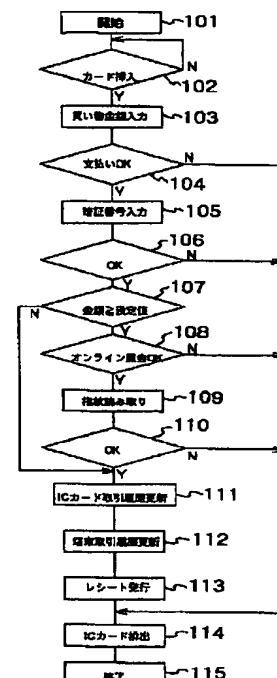 開始 101
カード挿入 N 102
Y
買い物金額入力 103
支払いOK N 104
Y
暗証番号入力 105
106
OK N
Y 107
N 金額≧設定値
Y 108
オンライン照合OK N
Y 109
指紋読み取り
110
OK N
Y
ICカード取引履歴更新 111
端末取引履歴更新 112
レシート発行 113
ICカード排出 114
終了 115